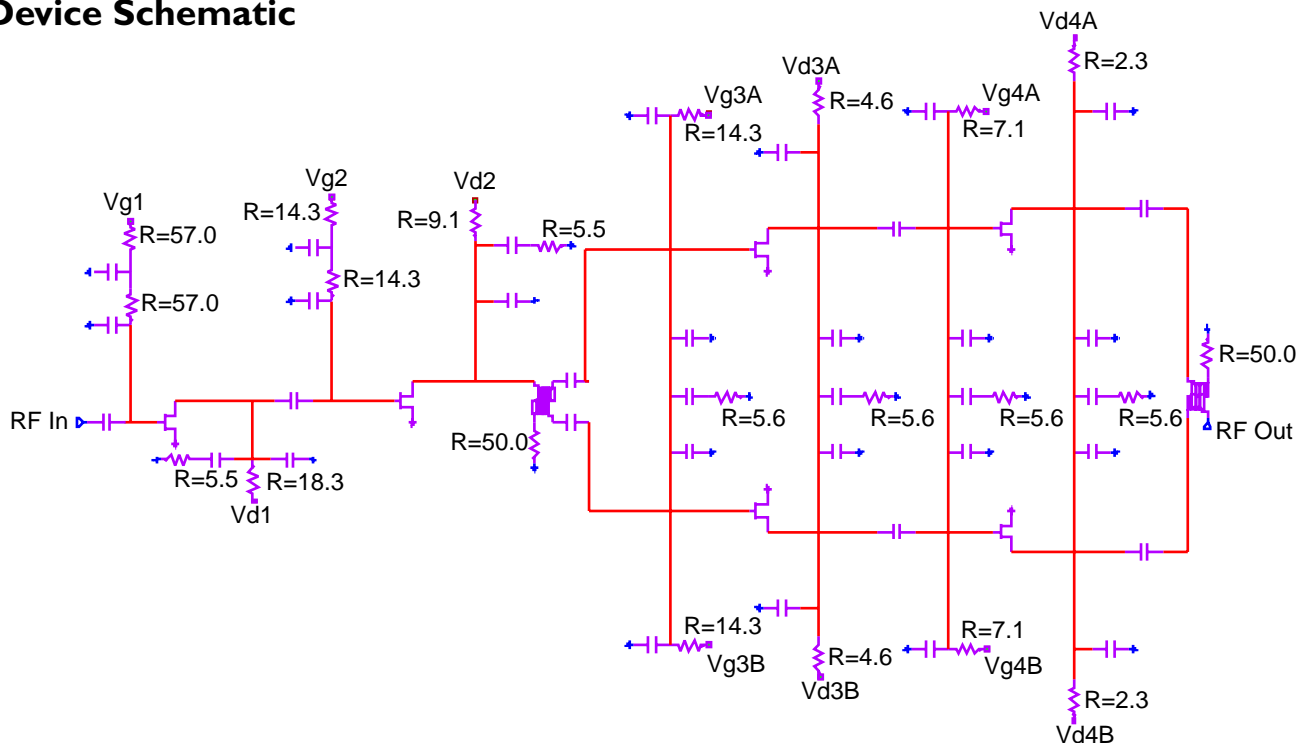 Device Schematic
Vd4A
R=2.3
Vd3A
R=4.6
Vg3A
R=14.3
Vg4A
R=7.1
Vg1
R=57.0
R=57.0
Vg2
R=14.3
R=14.3
Vd2
R=9.1
R=5.5
RF In
R=5.5
R=18.3
Vd1
R=50.0
R=5.6
R=5.6
R=5.6
R=5.6
R=50.0
RF Out
R=14.3
Vg3B
R=4.6
Vd3B
R=7.1
Vg4B
R=2.3
Vd4B